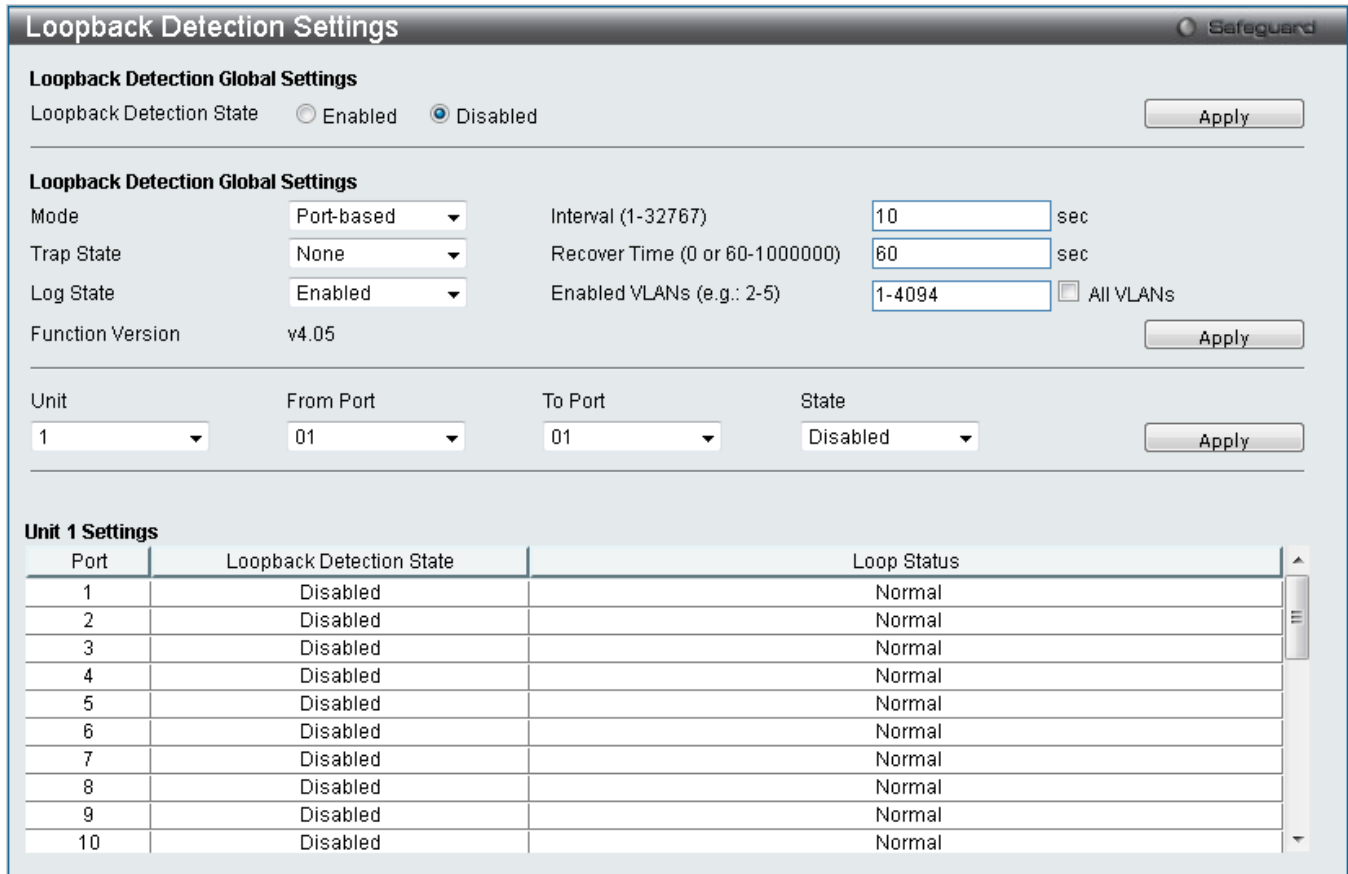 Loopback Detection Settings Safeguard
Loopback Detection Global Settings
Loopback Detection State Enabled Disabled Apply
Loopback Detection Global Settings
Mode Port-based Interval (1-32767) 10 sec
Trap State None Recover Time (0 or 60-1000000) 60 sec
Log State Enabled Enabled VLANs (e.g.: 2-5) 1-4094 All VLANs
Function Version v4.05 Apply
Unit From Port To Port State
1 01 01 Disabled Apply
Unit 1 Settings
Port Loopback Detection State Loop Status
1 Disabled Normal
2 Disabled Normal
3 Disabled Normal
4 Disabled Normal
5 Disabled Normal
6 Disabled Normal
7 Disabled Normal
8 Disabled Normal
9 Disabled Normal
10 Disabled Normal